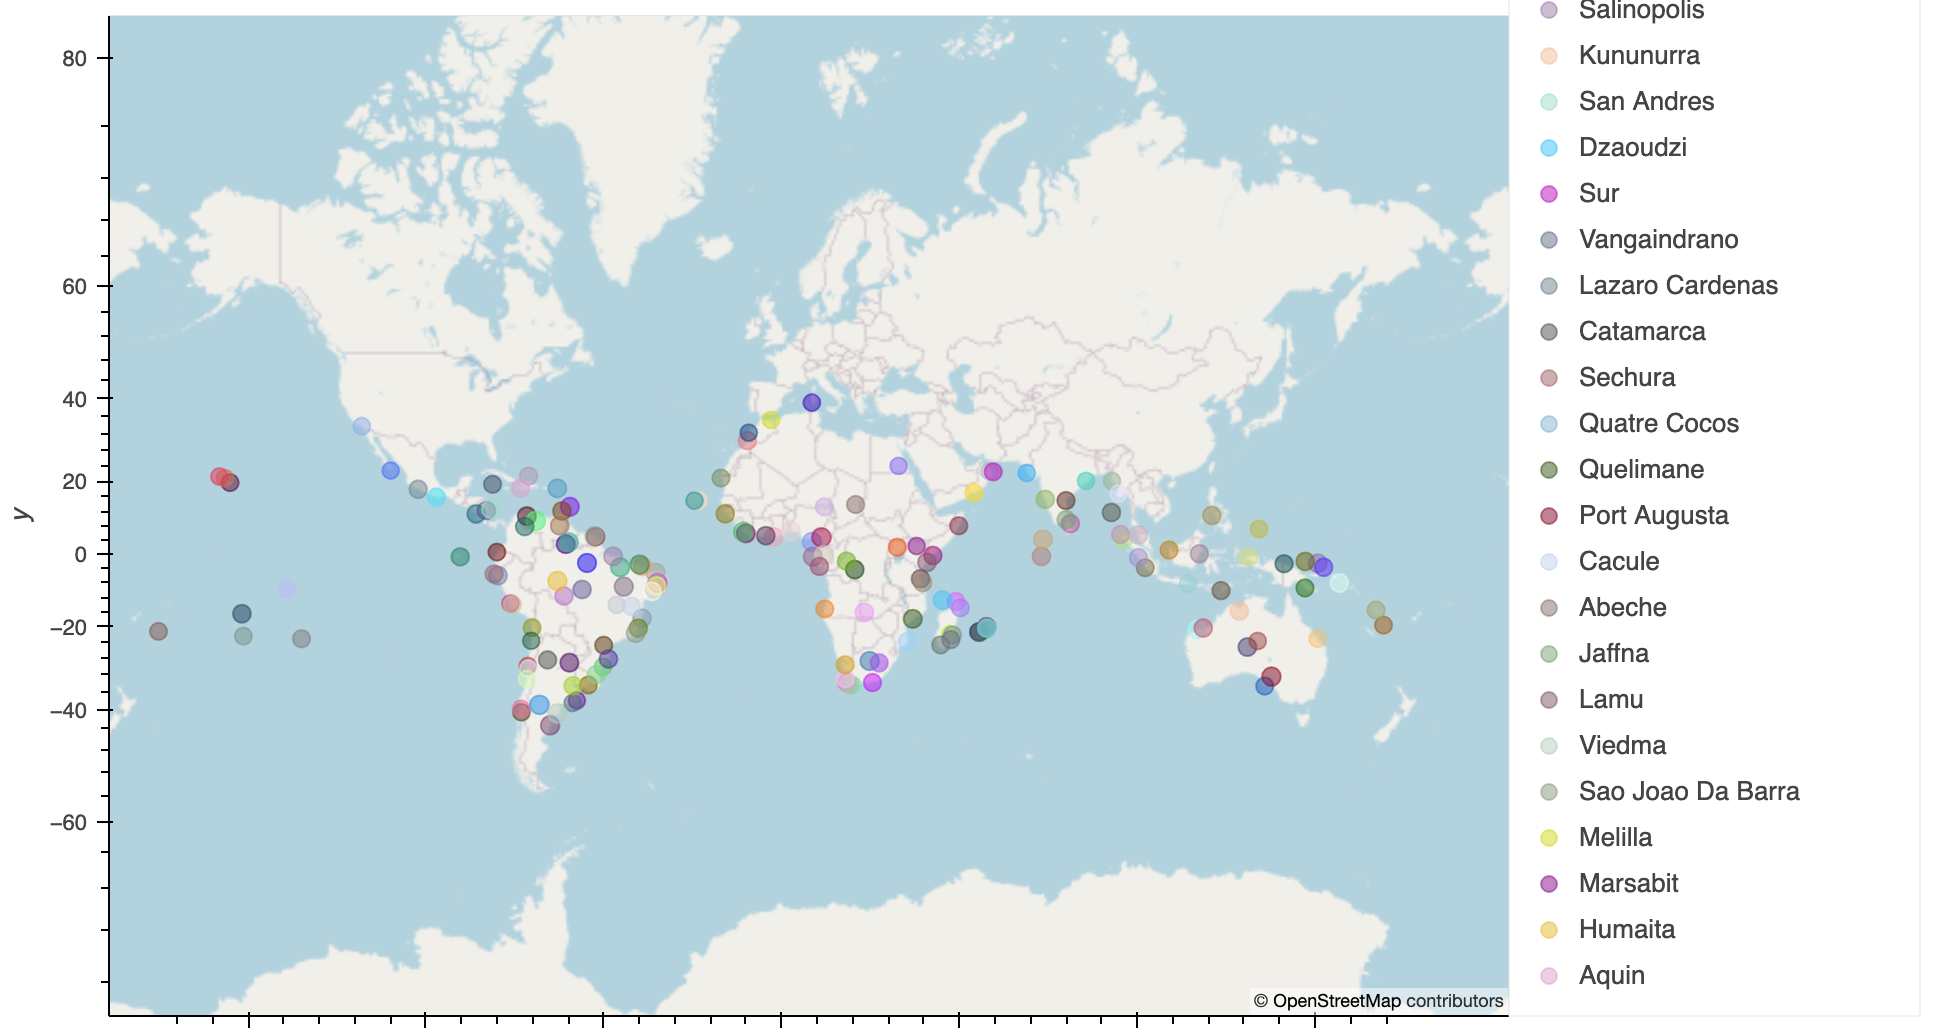 80
60
40
20
0
−20
−40
−60
y
Salinopolis
Kununurra
San Andres
Dzaoudzi
Sur
Vangaindrano
Lazaro Cardenas
Catamarca
Sechura
Quatre Cocos
Quelimane
Port Augusta
Cacule
Abeche
Jaffna
Lamu
Viedma
Sao Joao Da Barra
Melilla
Marsabit
Humaita
Aquin
© OpenStreetMap contributors